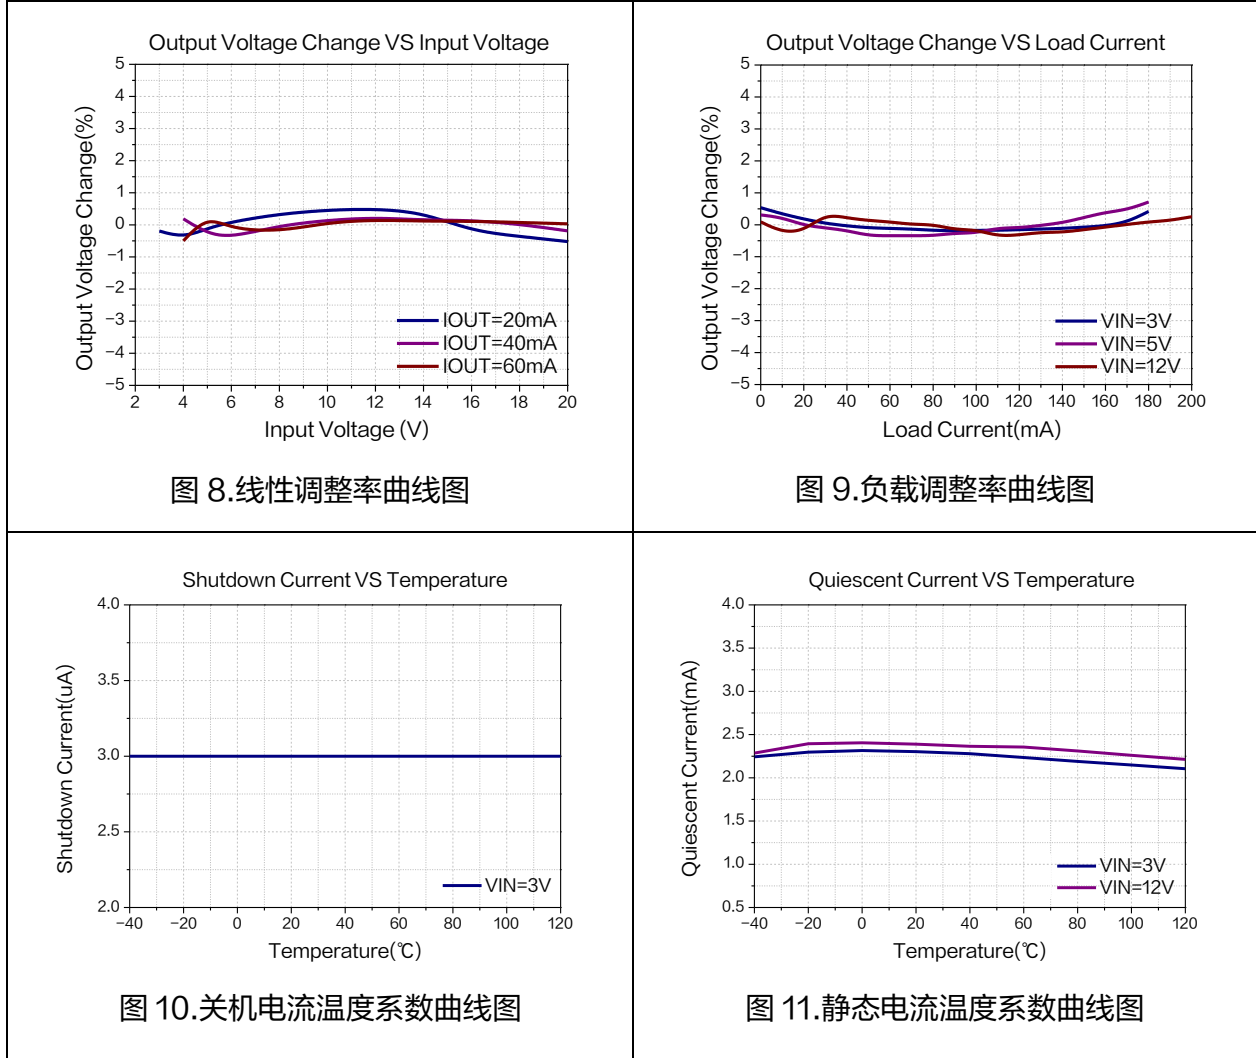 Output Voltage Change VS Input Voltage
Output Voltage Change(%)
5
4
3
2
1
0
−1
−2
−3
−4
−5
IOUT=20mA
IOUT=40mA
IOUT=60mA
2 4 6 8 10 12 14 16 18 20
Input Voltage (V)
图 8.线性调整率曲线图
Output Voltage Change VS Load Current
Output Voltage Change(%)
5
4
3
2
1
0
−1
−2
−3
−4
−5
VIN=3V
VIN=5V
VIN=12V
0 20 40 60 80 100 120 140 160 180 200
Load Current(mA)
图 9.负载调整率曲线图
Shutdown Current VS Temperature
Shutdown Current(uA)
4.0
3.5
3.0
2.5
2.0
VIN=3V
−40 −20 0 20 40 60 80 100 120
Temperature(℃)
图 10.关机电流温度系数曲线图
Quiescent Current VS Temperature
Quiescent Current(mA)
4.0
3.5
3.0
2.5
2.0
1.5
1.0
0.5
VIN=3V
VIN=12V
−40 −20 0 20 40 60 80 100 120
Temperature(℃)
图 11.静态电流温度系数曲线图